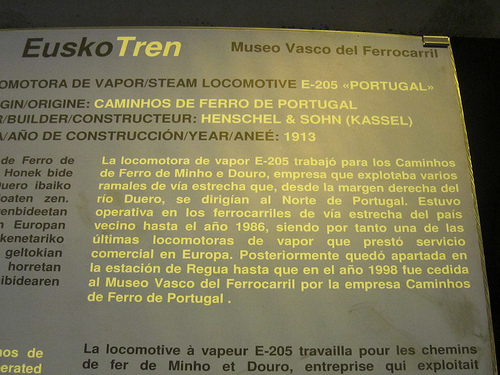 EuskoTren Museo Vasco del Ferrocarril
OMOTORA DE VAPOR/STEAM LOCOMOTIVE E-205 «PORTUGAL»
GIN/ORIGINE: CAMINHOS DE FERRO DE PORTUGAL
R/BUILDER/CONSTRUCTEUR: HENSCHEL & SOHN (KASSEL)
A/AÑO DE CONSTRUCCIÓN/YEAR/ANEÉ: 1913
de Ferro de
Honek bide
uero ibaiko
oaten zen.
enbideetan
n Europan
kenetariko
geltokian
horretan
ibidearen
La locomotora de vapor E-205 trabajó para los Caminhos
de Ferro de Minho e Douro, empresa que explotaba varios
ramales de vía estrecha que, desde la margen derecha del
río Duero, se dirigían al Norte de Portugal. Estuvo
operativa en los ferrocarriles de vía estrecha del país
vecino hasta el año 1986, siendo por tanto una de las
últimas locomotoras de vapor que prestó servicio
comercial en Europa. Posteriormente quedó apartada en
la estación de Regua hasta que en el año 1998 fue cedida
al Museo Vasco del Ferrocarril por la empresa Caminhos
de Ferro de Portugal .
hos de
erated
La locomotive à vapeur E-205 travailla pour les chemins
de fer de Minho et Douro, entreprise qui exploitait